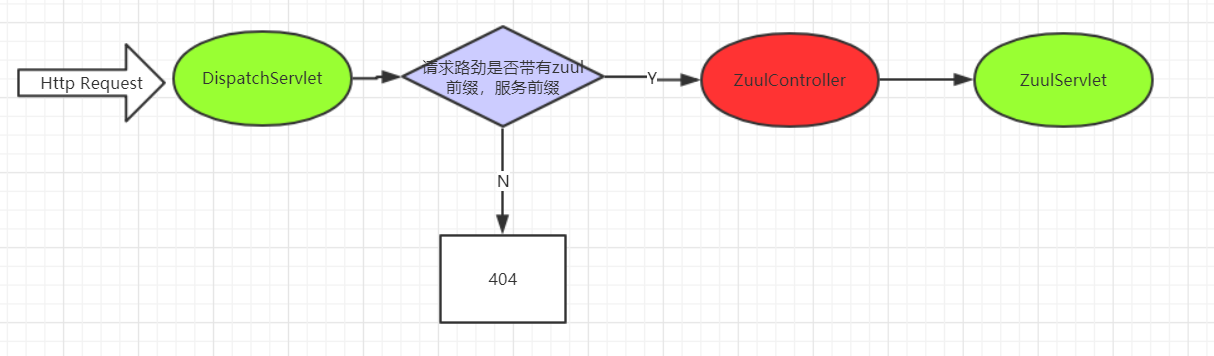 Http Request
DispatchServlet
请求路劲是否带有zuul
前缀，服务前缀
Y
ZuulController
ZuulServlet
N
404